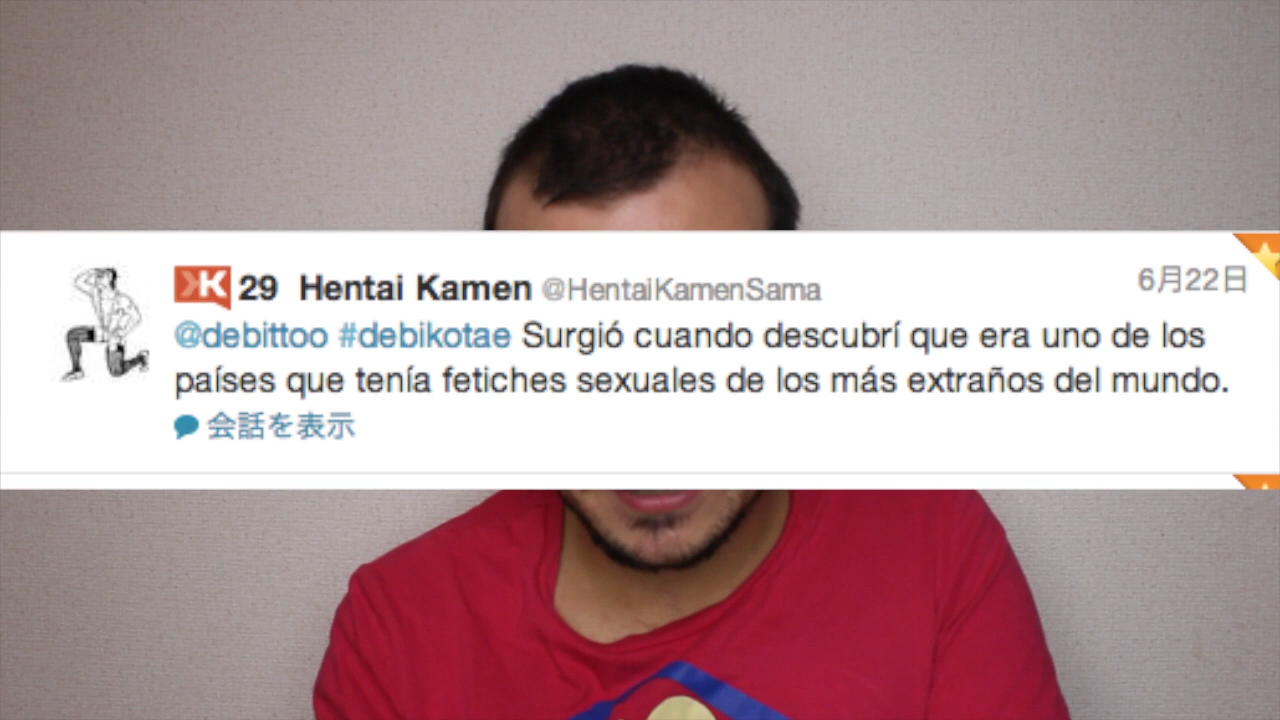 K 29 Hentai Kamen @HentaiKamenSama 6月22日
@debittoo #debikotae Surgió cuando descubrí que era uno de los
países que tenía fetiches sexuales de los más extraños del mundo.
会話を表示